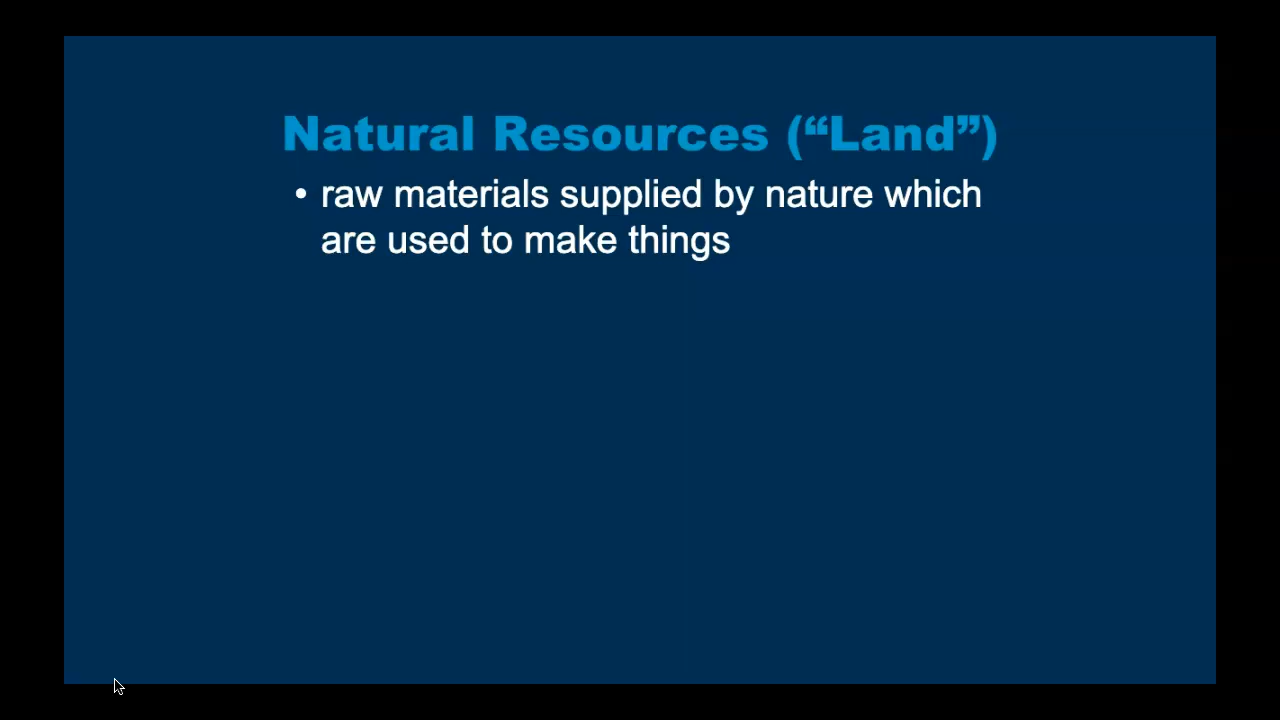 Natural Resources (“Land”)
• raw materials supplied by nature which
are used to make things